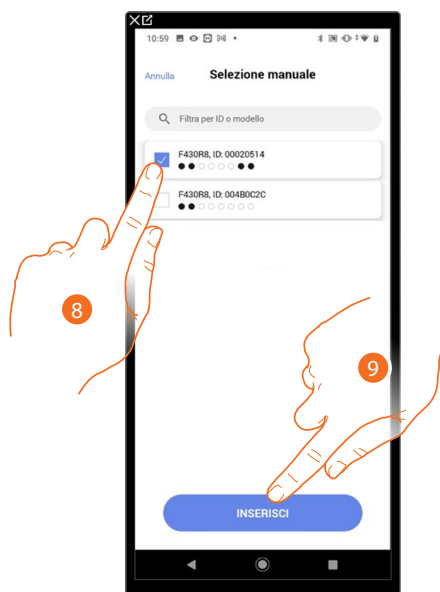 10:59
Annulla
Selezione manuale
Filtra per ID o modello
F430R8, ID: 00020514
F430R8, ID: 004B0C2C
8
9
INSERISCI